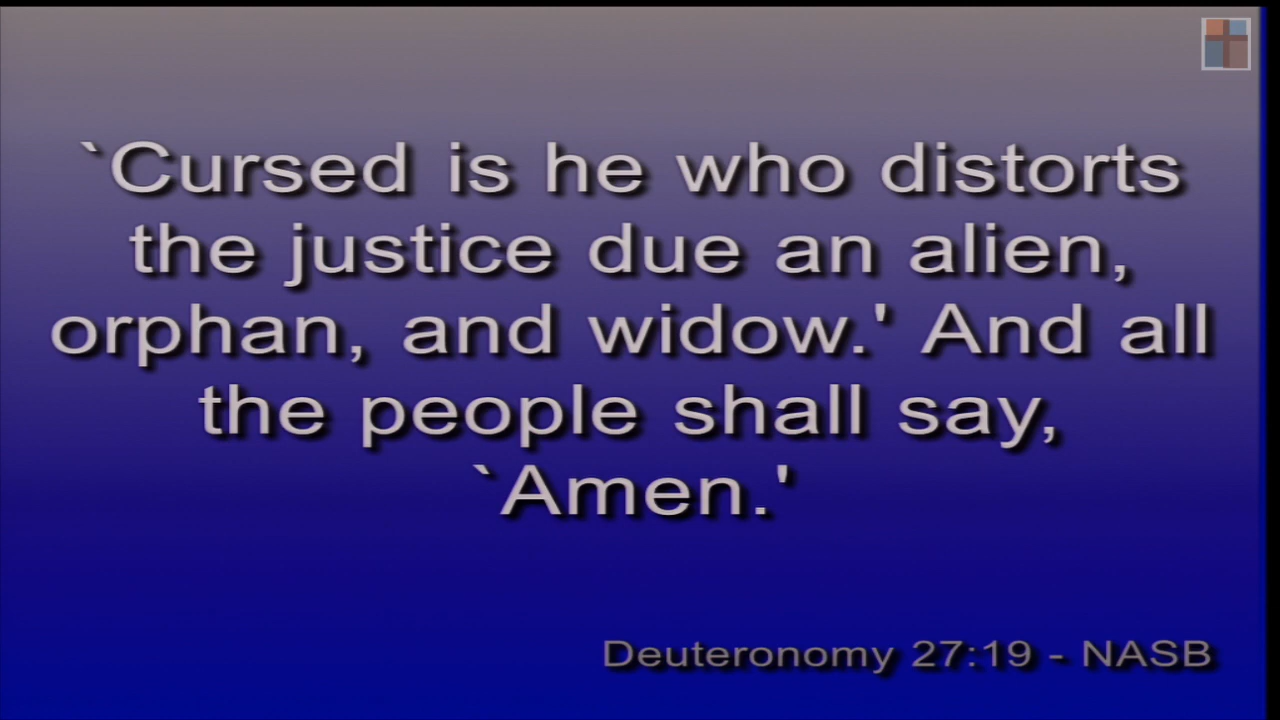 `Cursed is he who distorts
the justice due an alien,
orphan, and widow.' And all
the people shall say,
`Amen.'
Deuteronomy 27:19 - NASB